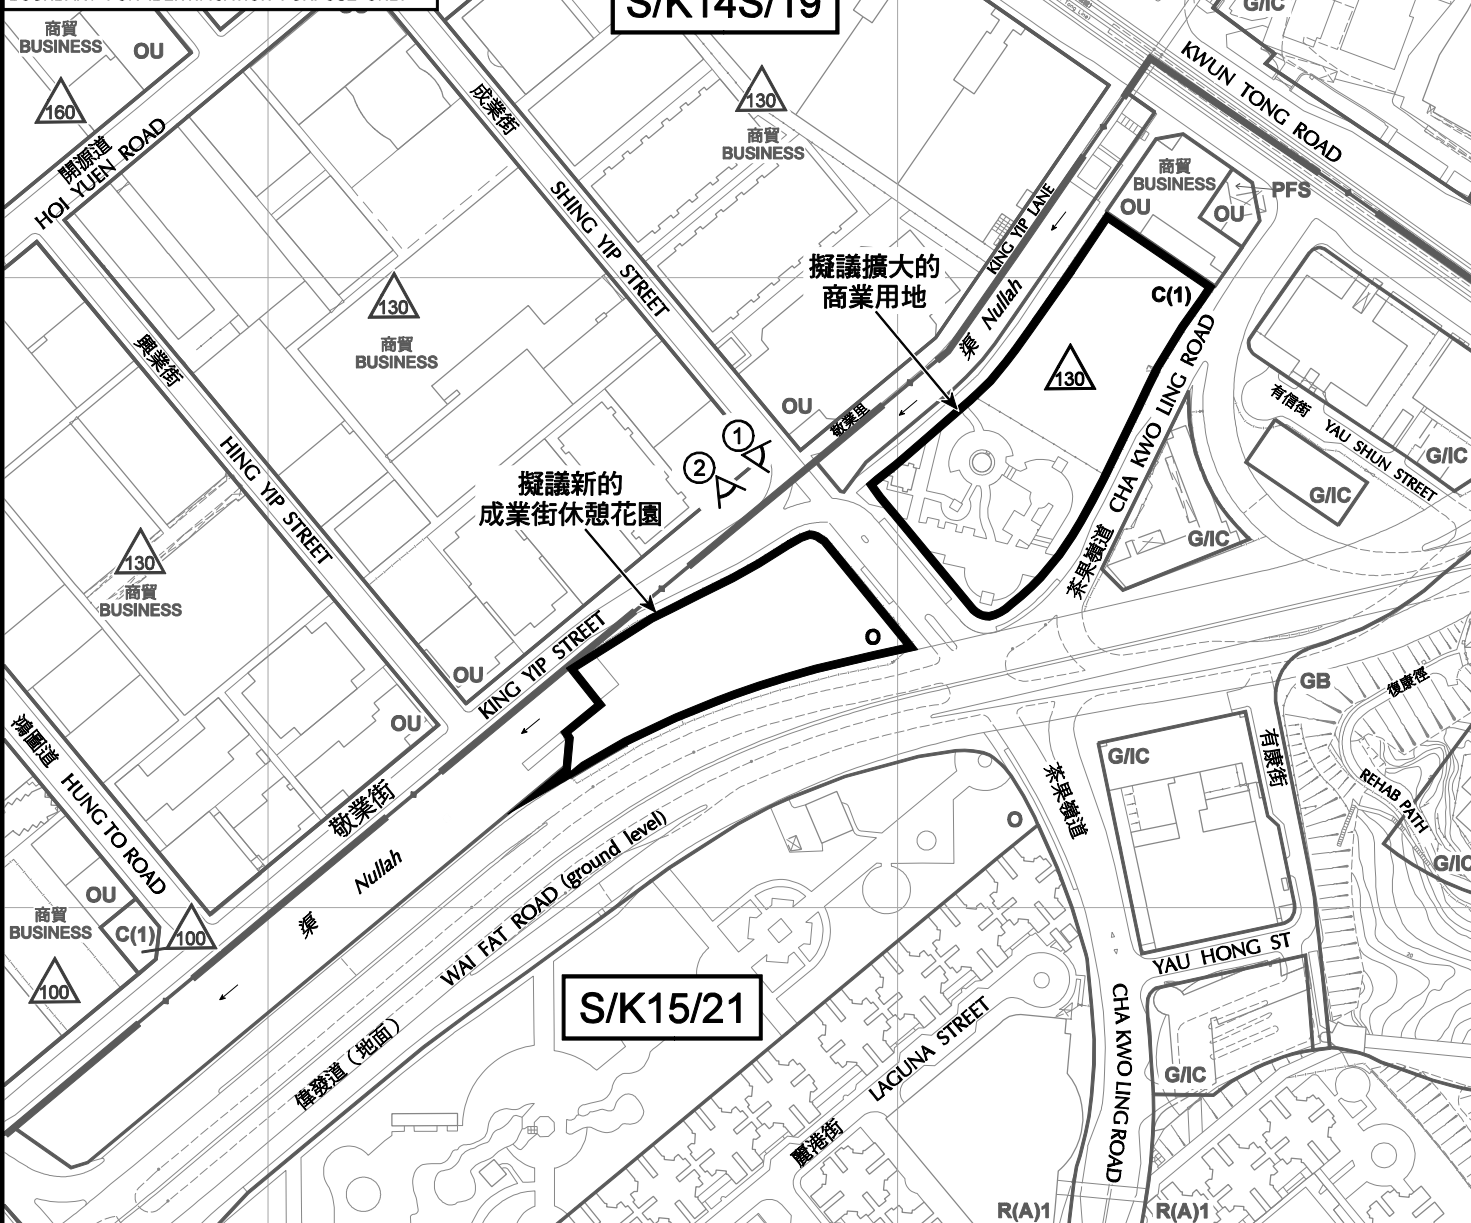 S/K14S/19
G/IC
商貿
BUSINESS
OU
160
開源道
HOI YUEN ROAD
成業街
SHING YIP STREET
130
商貿
BUSINESS
KWUN TONG ROAD
商貿
BUSINESS
OU
OU
PFS
KING YIP LANE
渠 Nullah
擬議擴大的
商業用地
C(1)
130
130
商貿
BUSINESS
興業街
HING YIP STREET
OU
敬業里
茶果嶺道 CHA KWO LING ROAD
有信街
YAU SHUN STREET
G/IC
G/IC
G/IC
1
2
擬議新的
成業街休憩花園
130
商貿
BUSINESS
O
OU
KING YIP STREET
OU
GB
復康徑
REHAB PATH
G/IC
有康街
G/IC
茶果嶺道
鴻圖道 HUNG TO ROAD
敬業街
Nullah
渠
O
WAI FAT ROAD (ground level)
偉發道（地面）
OU
商貿
BUSINESS
C(1)
100
100
YAU HONG ST
S/K15/21
LAGUNA STREET
麗港街
CHA KWO LING ROAD
G/IC
R(A)1
R(A)1